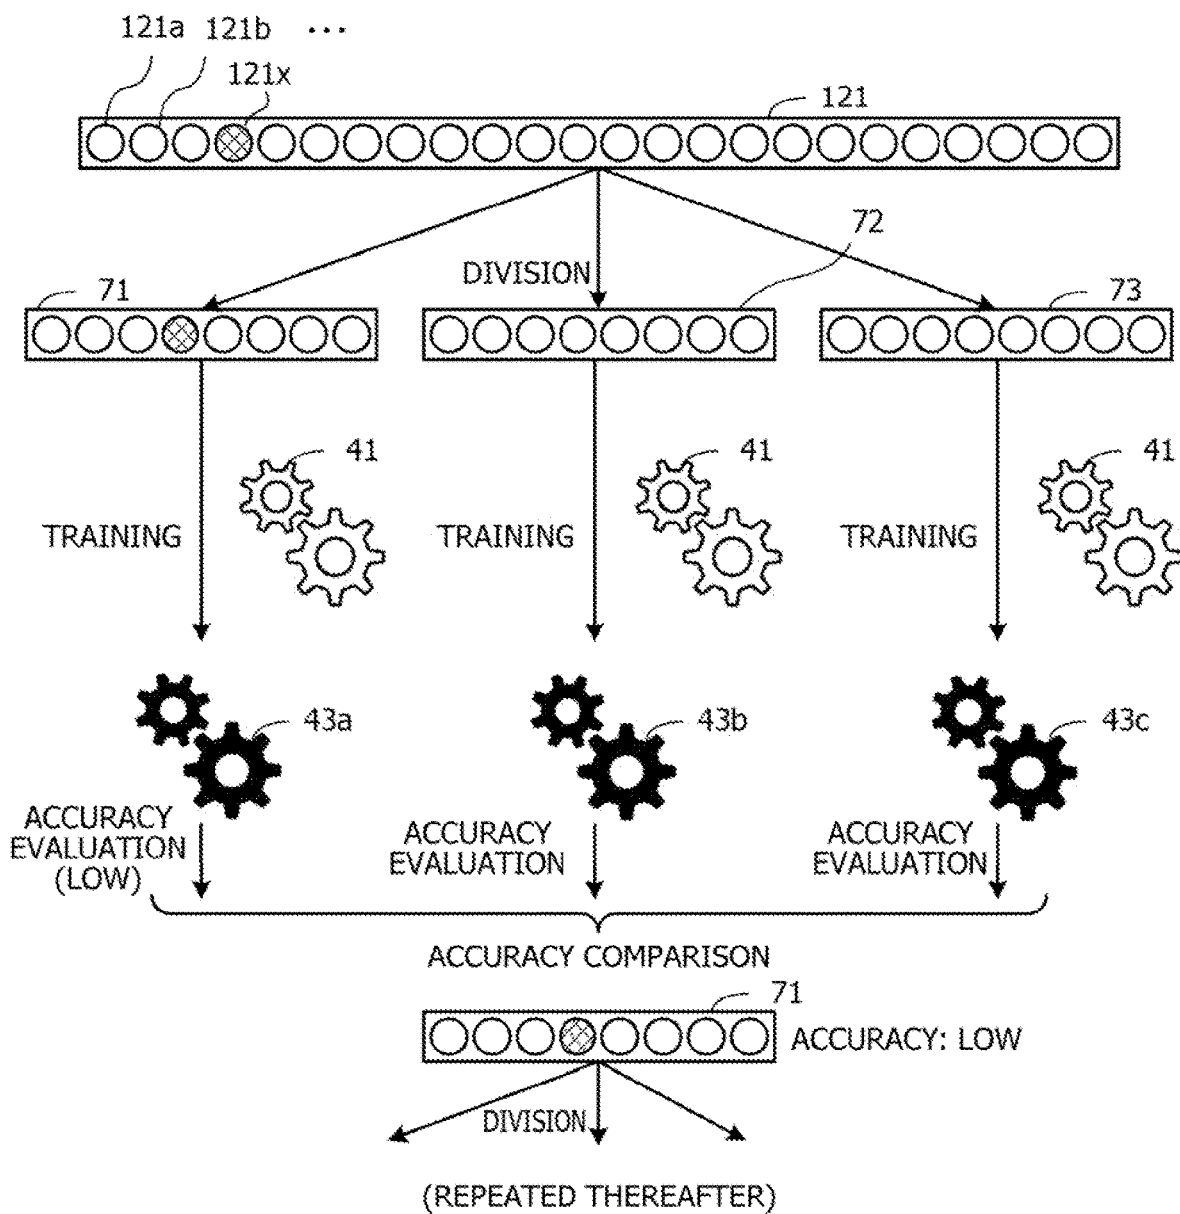 121a 121b ...
121x
121
72
DIVISION
71
73
41 41 41
TRAINING TRAINING TRAINING
43a 43b 43c
ACCURACY
EVALUATION
(LOW)
ACCURACY
EVALUATION
ACCURACY
EVALUATION
ACCURACY COMPARISON
71
ACCURACY: LOW
DIVISION
(REPEATED THEREAFTER)